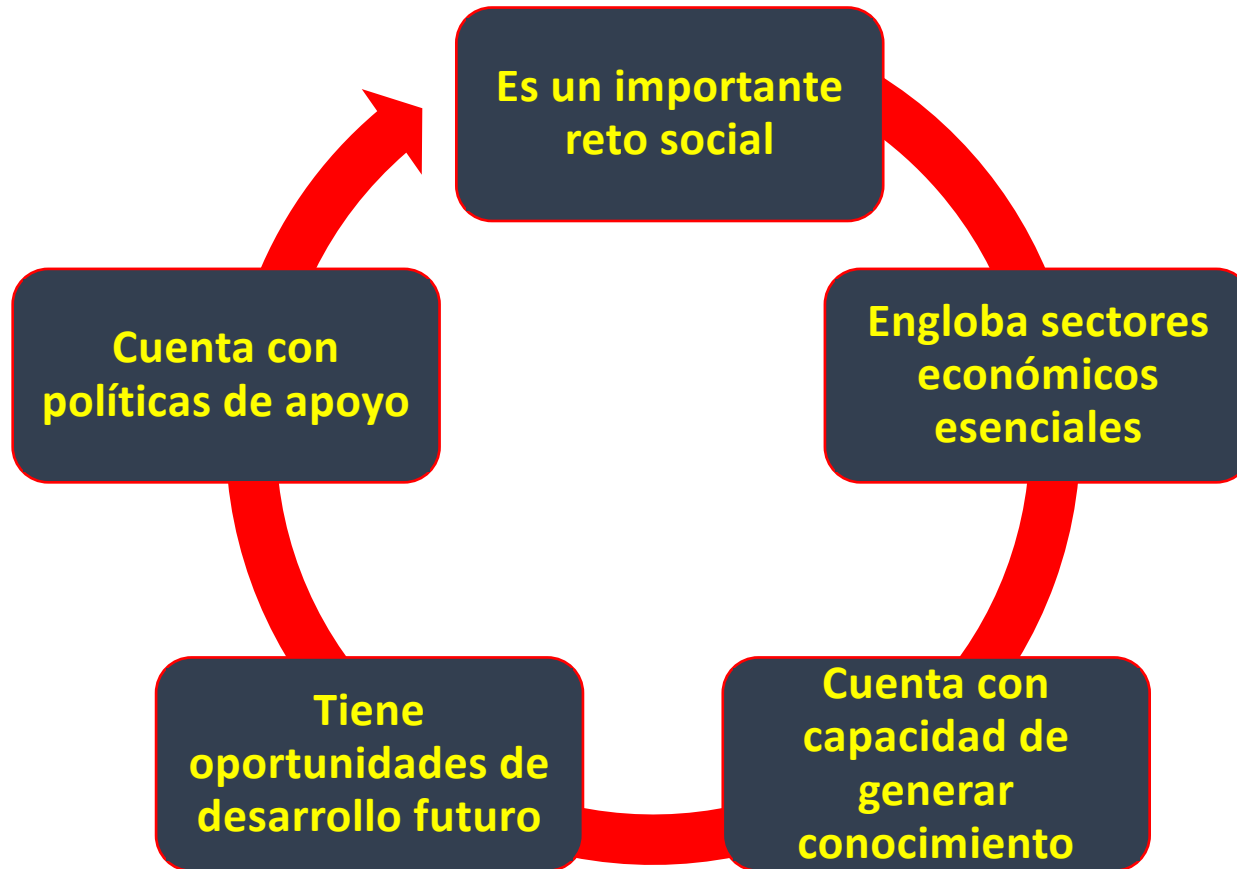 Es un importante
reto social
Engloba sectores
económicos
esenciales
Cuenta con
capacidad de
generar
conocimiento
Tiene
oportunidades de
desarrollo futuro
Cuenta con
políticas de apoyo